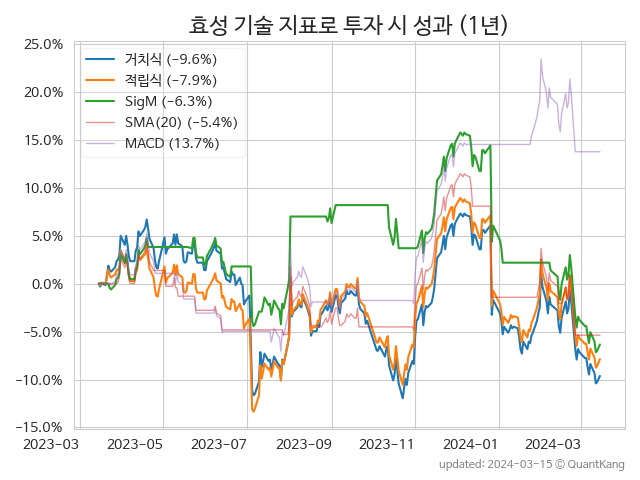 효성 기술 지표로 투자 시 성과 (1년)
25.0%
20.0%
15.0%
10.0%
5.0%
0.0%
−5.0%
−10.0%
−15.0%
거치식 (−9.6%)
적립식 (−7.9%)
SigM (−6.3%)
SMA(20) (−5.4%)
MACD (13.7%)
2023-03 2023-05 2023-07 2023-09 2023-11 2024-01 2024-03
updated: 2024-03-15 ⓒ QuantKang